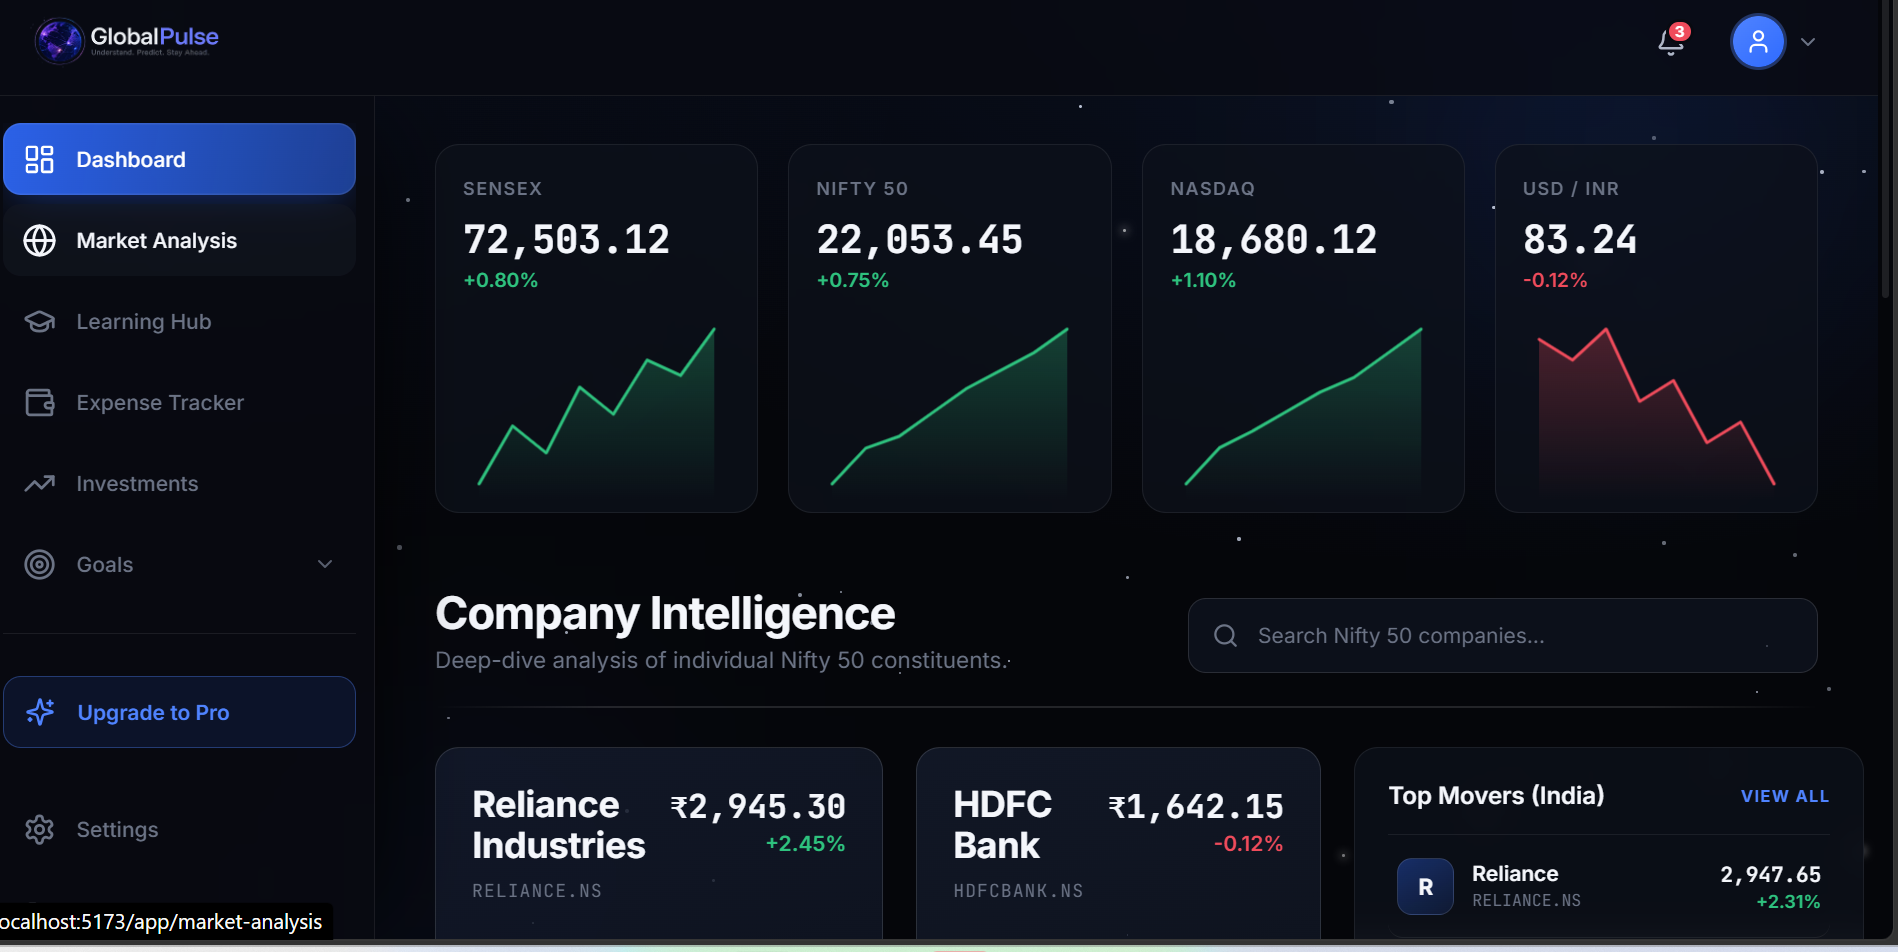 GlobalPulse
Understand. Predict. Stay Ahead.
3
Dashboard
Market Analysis
Learning Hub
Expense Tracker
Investments
Goals
Upgrade to Pro
Settings
ocalhost:5173/app/market-analysis
SENSEX
72,503.12
+0.80%
NIFTY 50
22,053.45
+0.75%
NASDAQ
18,680.12
+1.10%
USD / INR
83.24
-0.12%
Company Intelligence
Deep-dive analysis of individual Nifty 50 constituents.
Search Nifty 50 companies...
Reliance
Industries
₹2,945.30
+2.45%
RELIANCE.NS
HDFC
Bank
₹1,642.15
-0.12%
HDFCBANK.NS
Top Movers (India)
VIEW ALL
R
Reliance
RELIANCE.NS
2,947.65
+2.31%